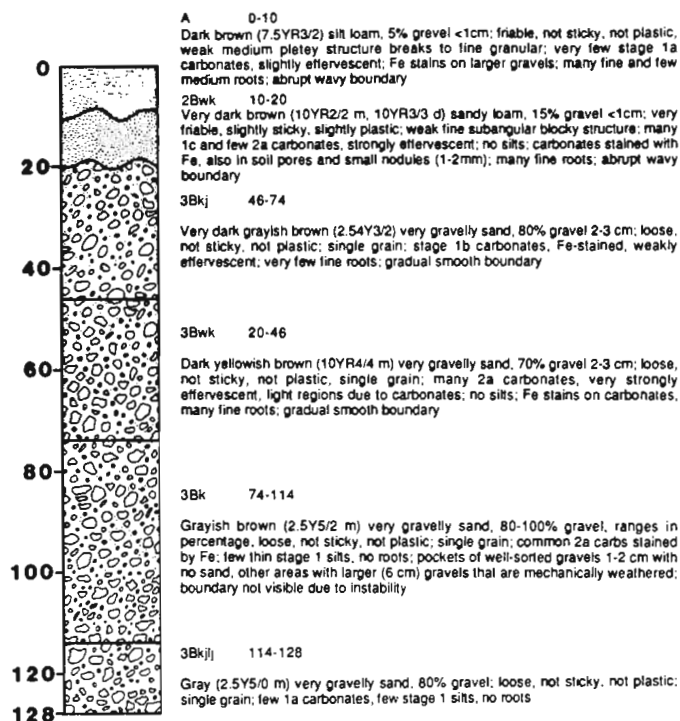 A 0-10
Dark brown (7.5YR3/2) silt loam, 5% grevel <1cm; friable, not sticky, not plastic,
weak medium pletey structure breaks to fine granular; very few stage 1a
carbonates, slightly effervescent; Fe stains on larger gravels; many fine and few
medium roots; abrupt wavy boundary
2Bwk 10-20
Very dark brown (10YR2/2 m, 10YR3/3 d) sandy loam, 15% gravel <1cm; very
friable, slightly sticky, slightly plastic; weak fine subangular blocky structure; many
1c and few 2a carbonates, strongly effervescent; no silts; carbonates stained with
Fe, also in soil pores and small nodules (1-2mm); many fine roots; abrupt wavy
boundary
3Bkj 46-74
Very dark grayish brown (2.54Y3/2) very gravelly sand, 80% gravel 2-3 cm; loose,
not sticky, not plastic; single grain; stage 1b carbonates, Fe-stained, weakly
effervescent; very few fine roots; gradual smooth boundary
3Bwk 20-46
Dark yellowish brown (10YR4/4 m) very gravelly sand, 70% gravel 2-3 cm; loose,
not sticky, not plastic, single grain; many 2a carbonates, very strongly
effervescent, light regions due to carbonates; no silts; Fe stains on carbonates,
many fine roots; gradual smooth boundary
3Bk 74-114
Grayish brown (2.5Y5/2 m) very gravelly sand, 80-100% gravel, ranges in
percentage, loose, not sticky, not plastic; single grain; common 2a carbs stained
by Fe; few thin stage 1 silts, no roots; pockets of well-sorted gravels 1-2 cm with
no sand, other areas with larger (6 cm) gravels that are mechanically weathered;
boundary not visible due to instability
3Bkjlj 114-128
Gray (2.5Y5/0 m) very gravelly sand, 80% gravel; loose, not sticky, not plastic;
single grain; few 1a carbonates, few stage 1 silts, no roots
0
20
40
60
80
100
120
128